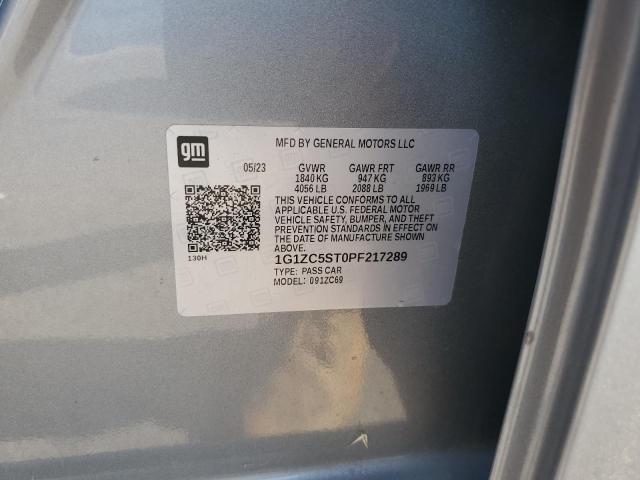 gm
MFD BY GENERAL MOTORS LLC
05/23 GVWR GAWR FRT GAWR RR
1840 KG 947 KG 893 KG
4056 LB 2088 LB 1969 LB
THIS VEHICLE CONFORMS TO ALL
APPLICABLE U.S. FEDERAL MOTOR
VEHICLE SAFETY, BUMPER, AND THEFT
PREVENTION STANDARDS IN EFFECT ON
THE DATE OF MANUFACTURE SHOWN
ABOVE.
130H
1G1ZC5ST0PF217289
TYPE: PASS CAR
MODEL: 091ZC69